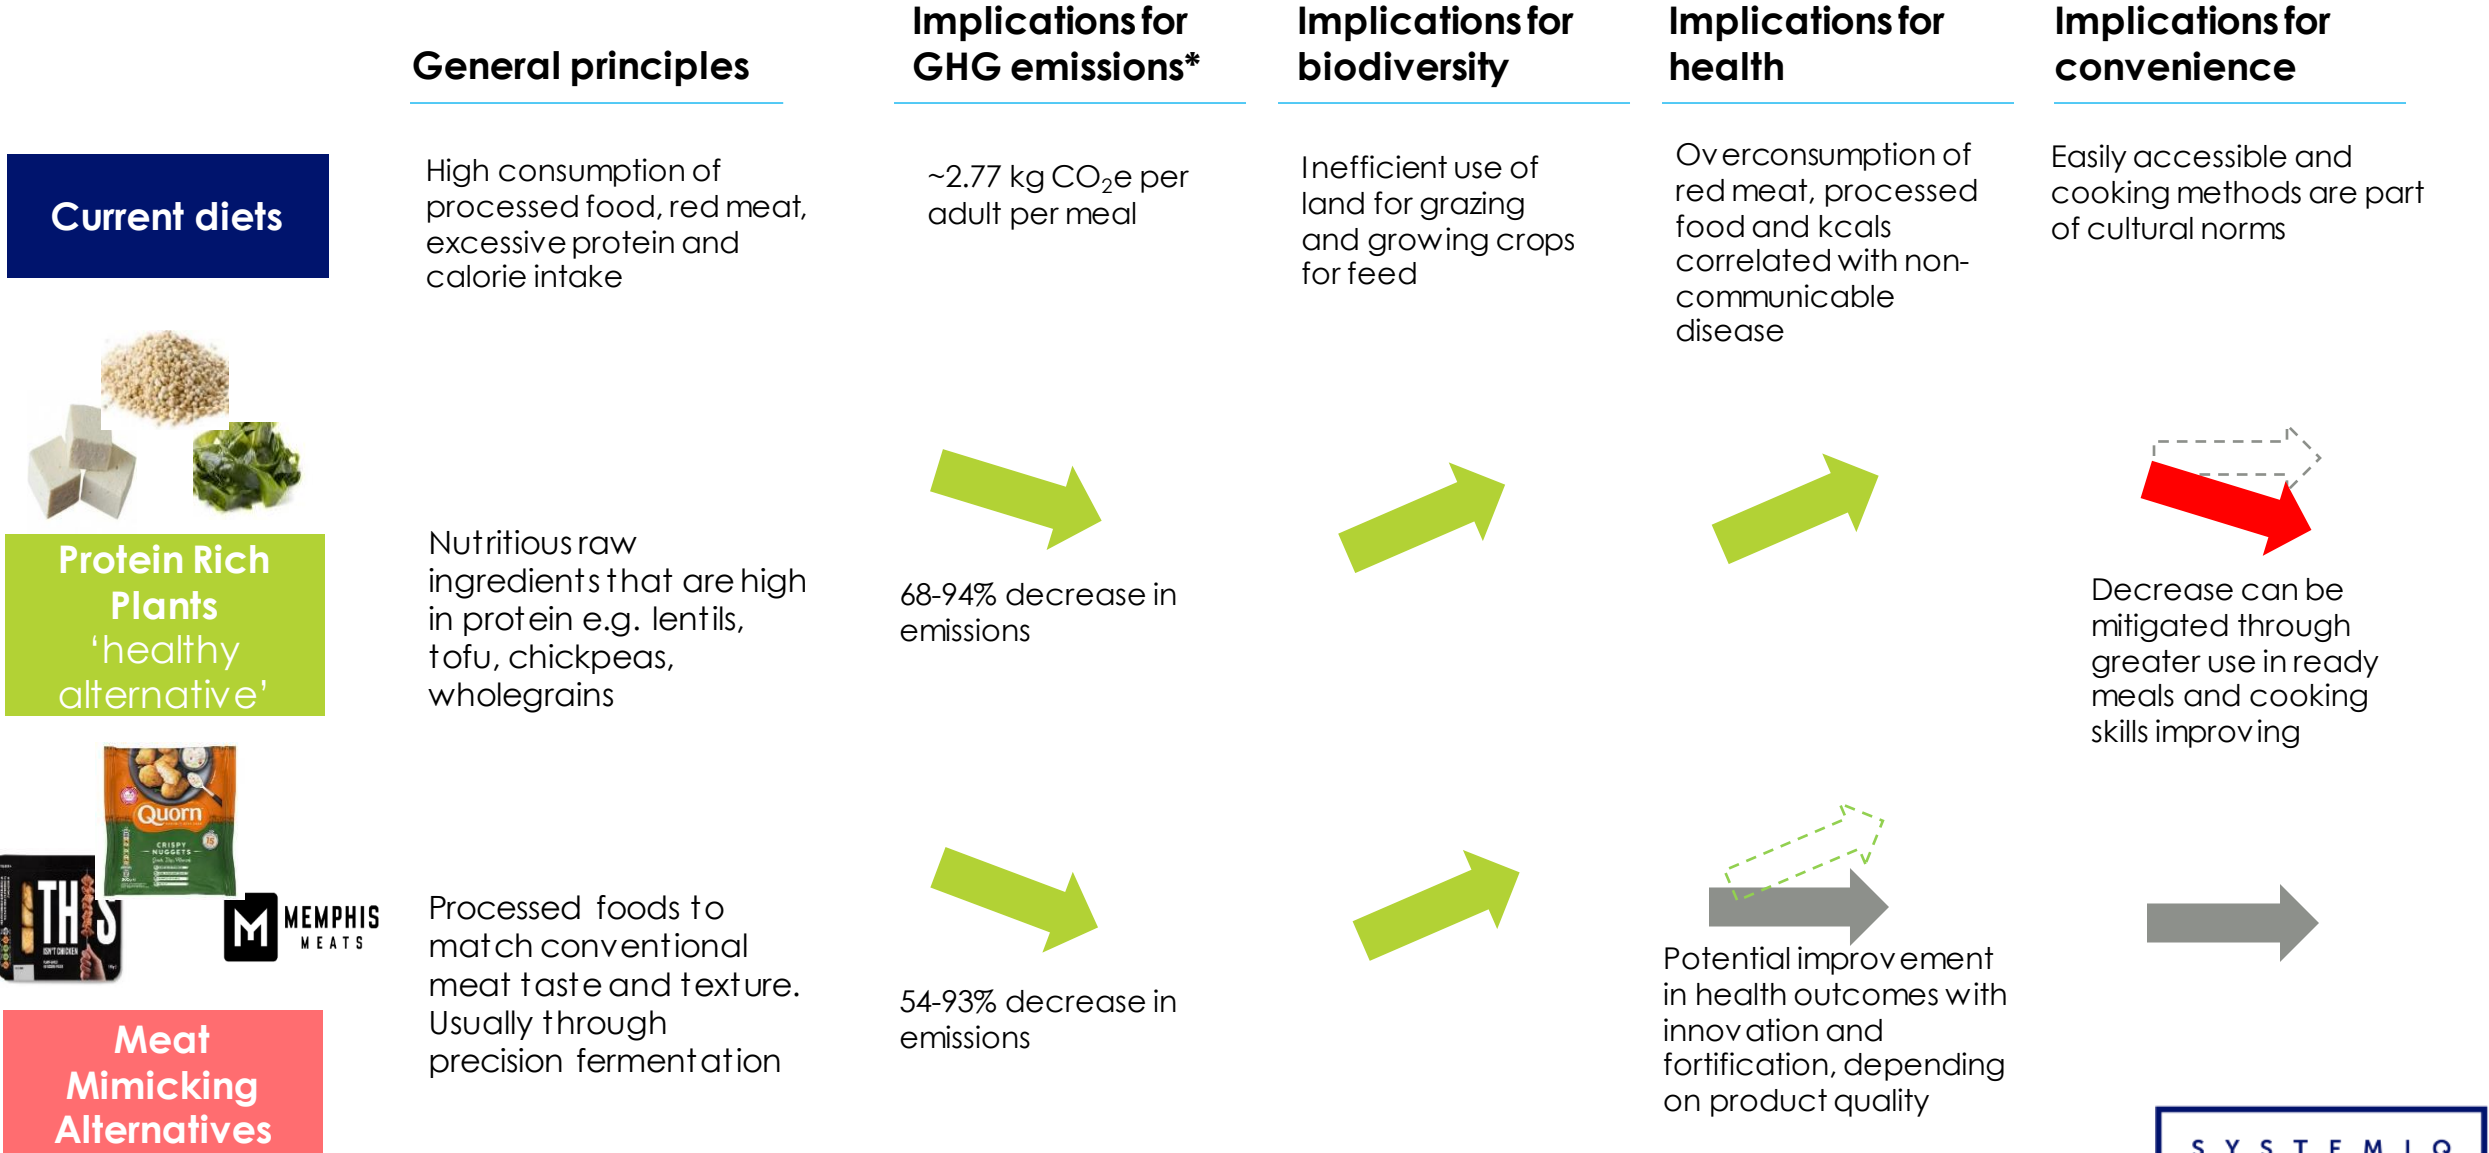 General principles
Implications for
GHG emissions*
Implications for
biodiversity
Implications for
health
Implications for
convenience
Current diets
High consumption of
processed food, red meat,
excessive protein and
calorie intake
~2.77 kg CO₂e per
adult per meal
Inefficient use of
land for grazing
and growing crops
for feed
Overconsumption of
red meat, processed
food and kcals
correlated with non-
communicable
disease
Easily accessible and
cooking methods are part
of cultural norms
Protein Rich
Plants
‘healthy
alternative’
Nutritious raw
ingredients that are high
in protein e.g. lentils,
tofu, chickpeas,
wholegrains
68-94% decrease in
emissions
Decrease can be
mitigated through
greater use in ready
meals and cooking
skills improving
Quorn
CRISPY
NUGGETS
TH S
ISN'T CHICKEN
MEMPHIS
MEATS
Meat
Mimicking
Alternatives
Processed foods to
match conventional
meat taste and texture.
Usually through
precision fermentation
54-93% decrease in
emissions
Potential improvement
in health outcomes with
innovation and
fortification, depending
on product quality
SYSTEMIQ